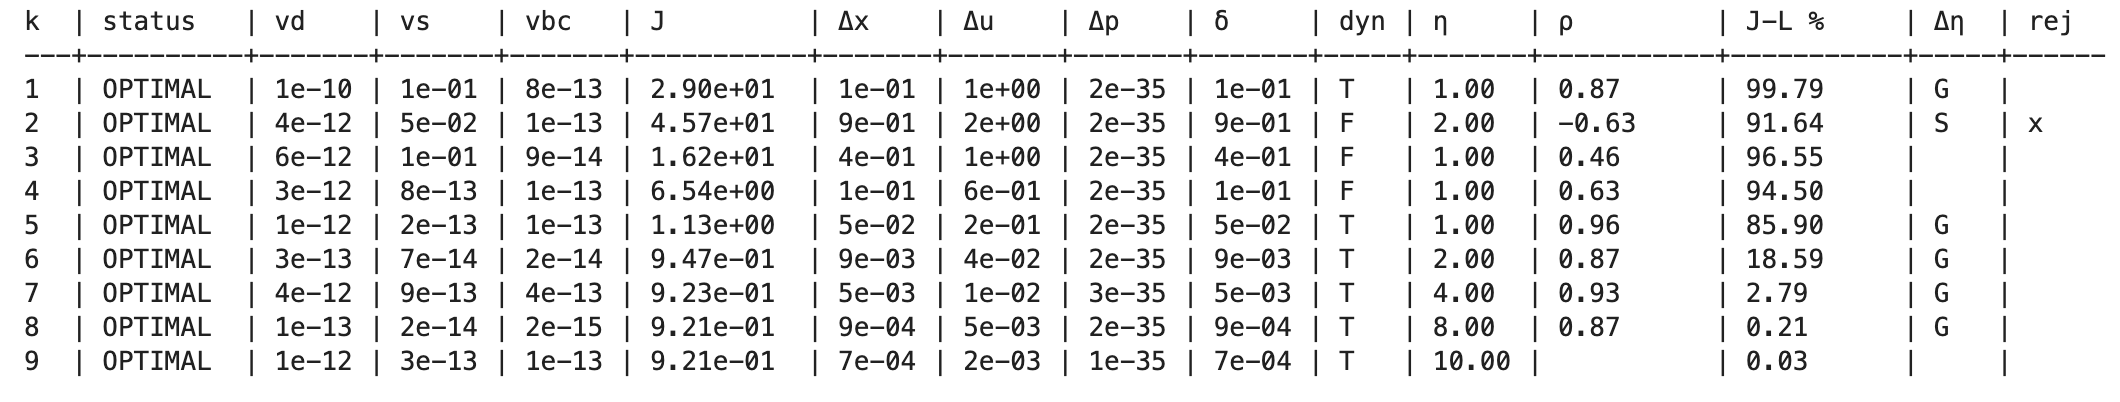 k  | status   | vd    | vs    | vbc   | J         | Δx    | Δu    | Δp    | δ     | dyn | η     | ρ         | J-L %     | Δη | rej
---+----------+-------+-------+-------+-----------+-------+-------+-------+-------+-----+-------+-----------+-----------+----+-----
1  | OPTIMAL  | 1e-10 | 1e-01 | 8e-13 | 2.90e+01  | 1e-01 | 1e+00 | 2e-35 | 1e-01 | T   | 1.00  | 0.87      | 99.79     | G  |
2  | OPTIMAL  | 4e-12 | 5e-02 | 1e-13 | 4.57e+01  | 9e-01 | 2e+00 | 2e-35 | 9e-01 | F   | 2.00  | -0.63     | 91.64     | S  | x
3  | OPTIMAL  | 6e-12 | 1e-01 | 9e-14 | 1.62e+01  | 4e-01 | 1e+00 | 2e-35 | 4e-01 | F   | 1.00  | 0.46      | 96.55     |    |
4  | OPTIMAL  | 3e-12 | 8e-13 | 1e-13 | 6.54e+00  | 1e-01 | 6e-01 | 2e-35 | 1e-01 | F   | 1.00  | 0.63      | 94.50     |    |
5  | OPTIMAL  | 1e-12 | 2e-13 | 1e-13 | 1.13e+00  | 5e-02 | 2e-01 | 2e-35 | 5e-02 | T   | 1.00  | 0.96      | 85.90     | G  |
6  | OPTIMAL  | 3e-13 | 7e-14 | 2e-14 | 9.47e-01  | 9e-03 | 4e-02 | 2e-35 | 9e-03 | T   | 2.00  | 0.87      | 18.59     | G  |
7  | OPTIMAL  | 4e-12 | 9e-13 | 4e-13 | 9.23e-01  | 5e-03 | 1e-02 | 3e-35 | 5e-03 | T   | 4.00  | 0.93      | 2.79      | G  |
8  | OPTIMAL  | 1e-13 | 2e-14 | 2e-15 | 9.21e-01  | 9e-04 | 5e-03 | 2e-35 | 9e-04 | T   | 8.00  | 0.87      | 0.21      | G  |
9  | OPTIMAL  | 1e-12 | 3e-13 | 1e-13 | 9.21e-01  | 7e-04 | 2e-03 | 1e-35 | 7e-04 | T   | 10.00 |           | 0.03      |    |